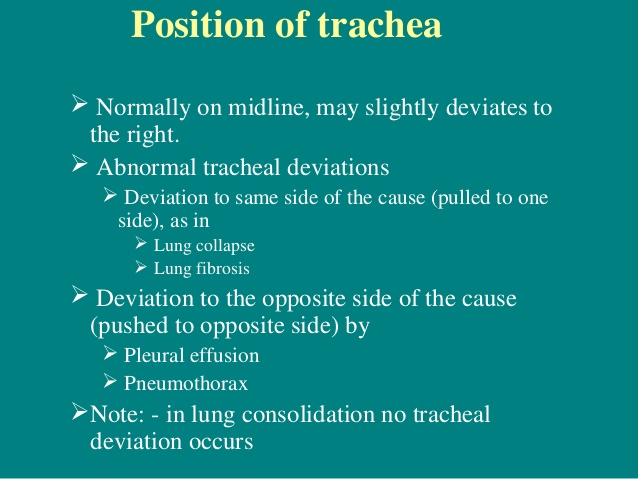 Position of trachea
➢ Normally on midline, may slightly deviates to
the right.
➢ Abnormal tracheal deviations
➢ Deviation to same side of the cause (pulled to one
side), as in
➢ Lung collapse
➢ Lung fibrosis
➢ Deviation to the opposite side of the cause
(pushed to opposite side) by
➢ Pleural effusion
➢ Pneumothorax
➢Note: - in lung consolidation no tracheal
deviation occurs